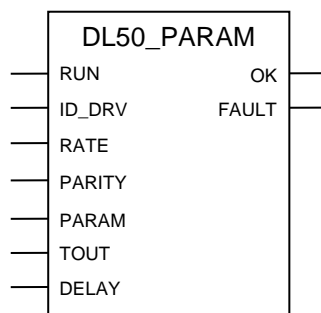 DL50_PARAM
RUN OK
ID_DRV FAULT
RATE
PARITY
PARAM
TOUT
DELAY